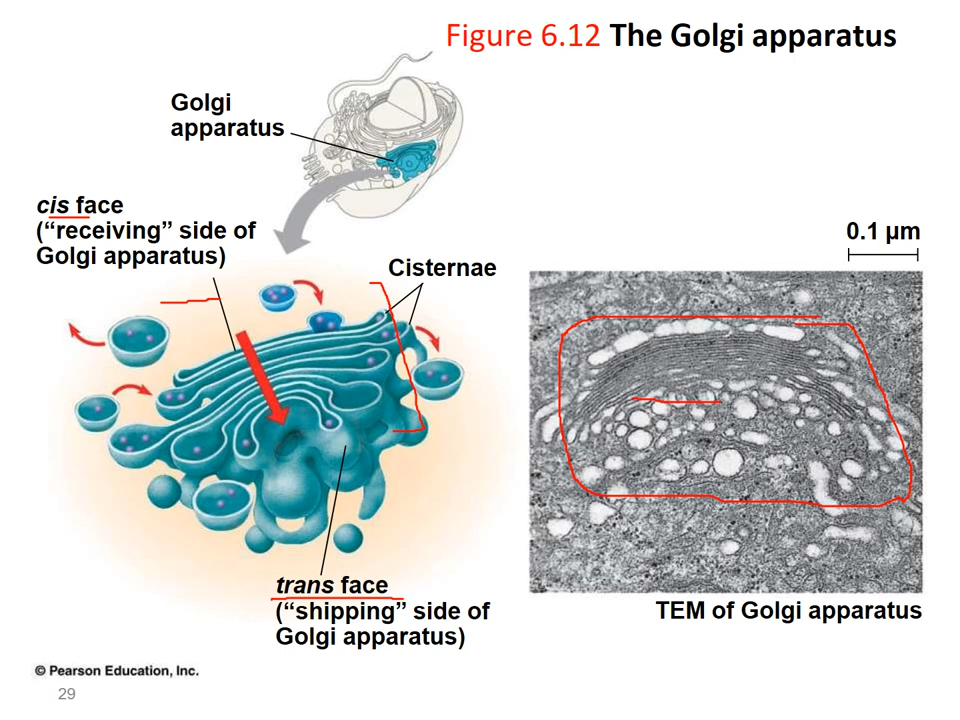 Figure 6.12 The Golgi apparatus
Golgi
apparatus
cis face
(“receiving” side of
Golgi apparatus)
Cisternae
0.1 µm
trans face
(“shipping” side of
Golgi apparatus)
TEM of Golgi apparatus
© Pearson Education, Inc.
29